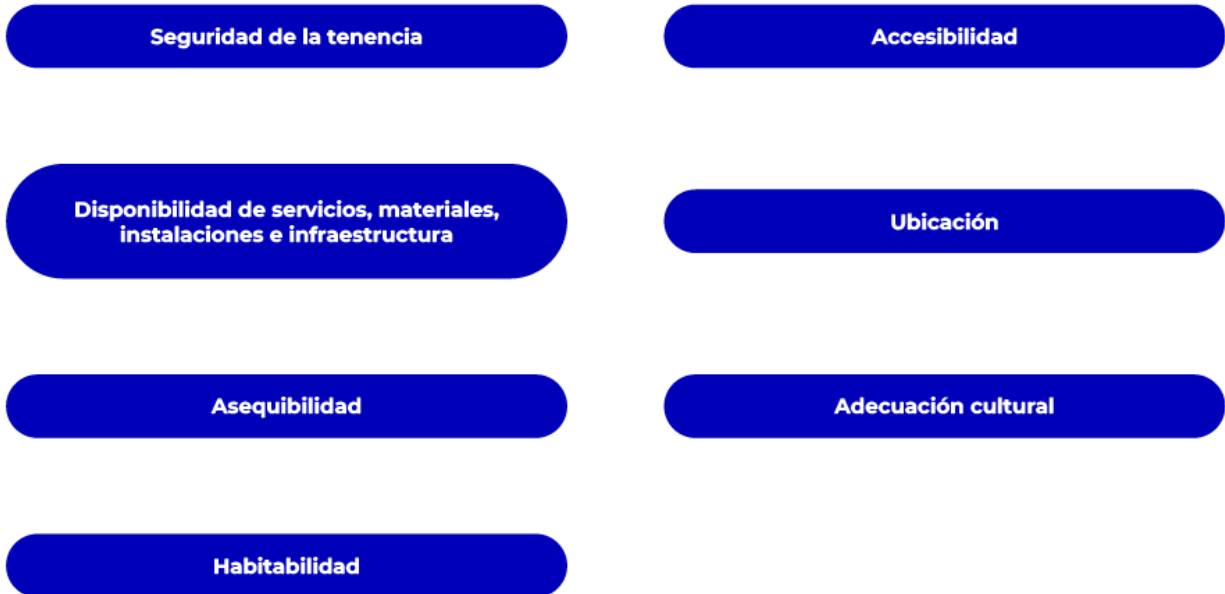 Seguridad de la tenencia
Accesibilidad
Disponibilidad de servicios, materiales,
instalaciones e infraestructura
Ubicación
Asequibilidad
Adecuación cultural
Habitabilidad